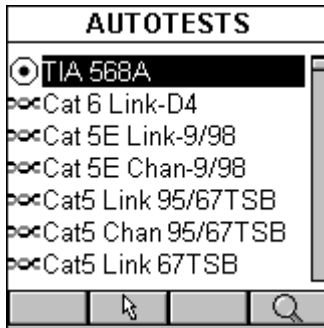 AUTOTESTS
TIA 568A
Cat 6 Link-D4
Cat 5E Link-9/98
Cat 5E Chan-9/98
Cat5 Link 95/67TSB
Cat5 Chan 95/67TSB
Cat5 Link 67TSB